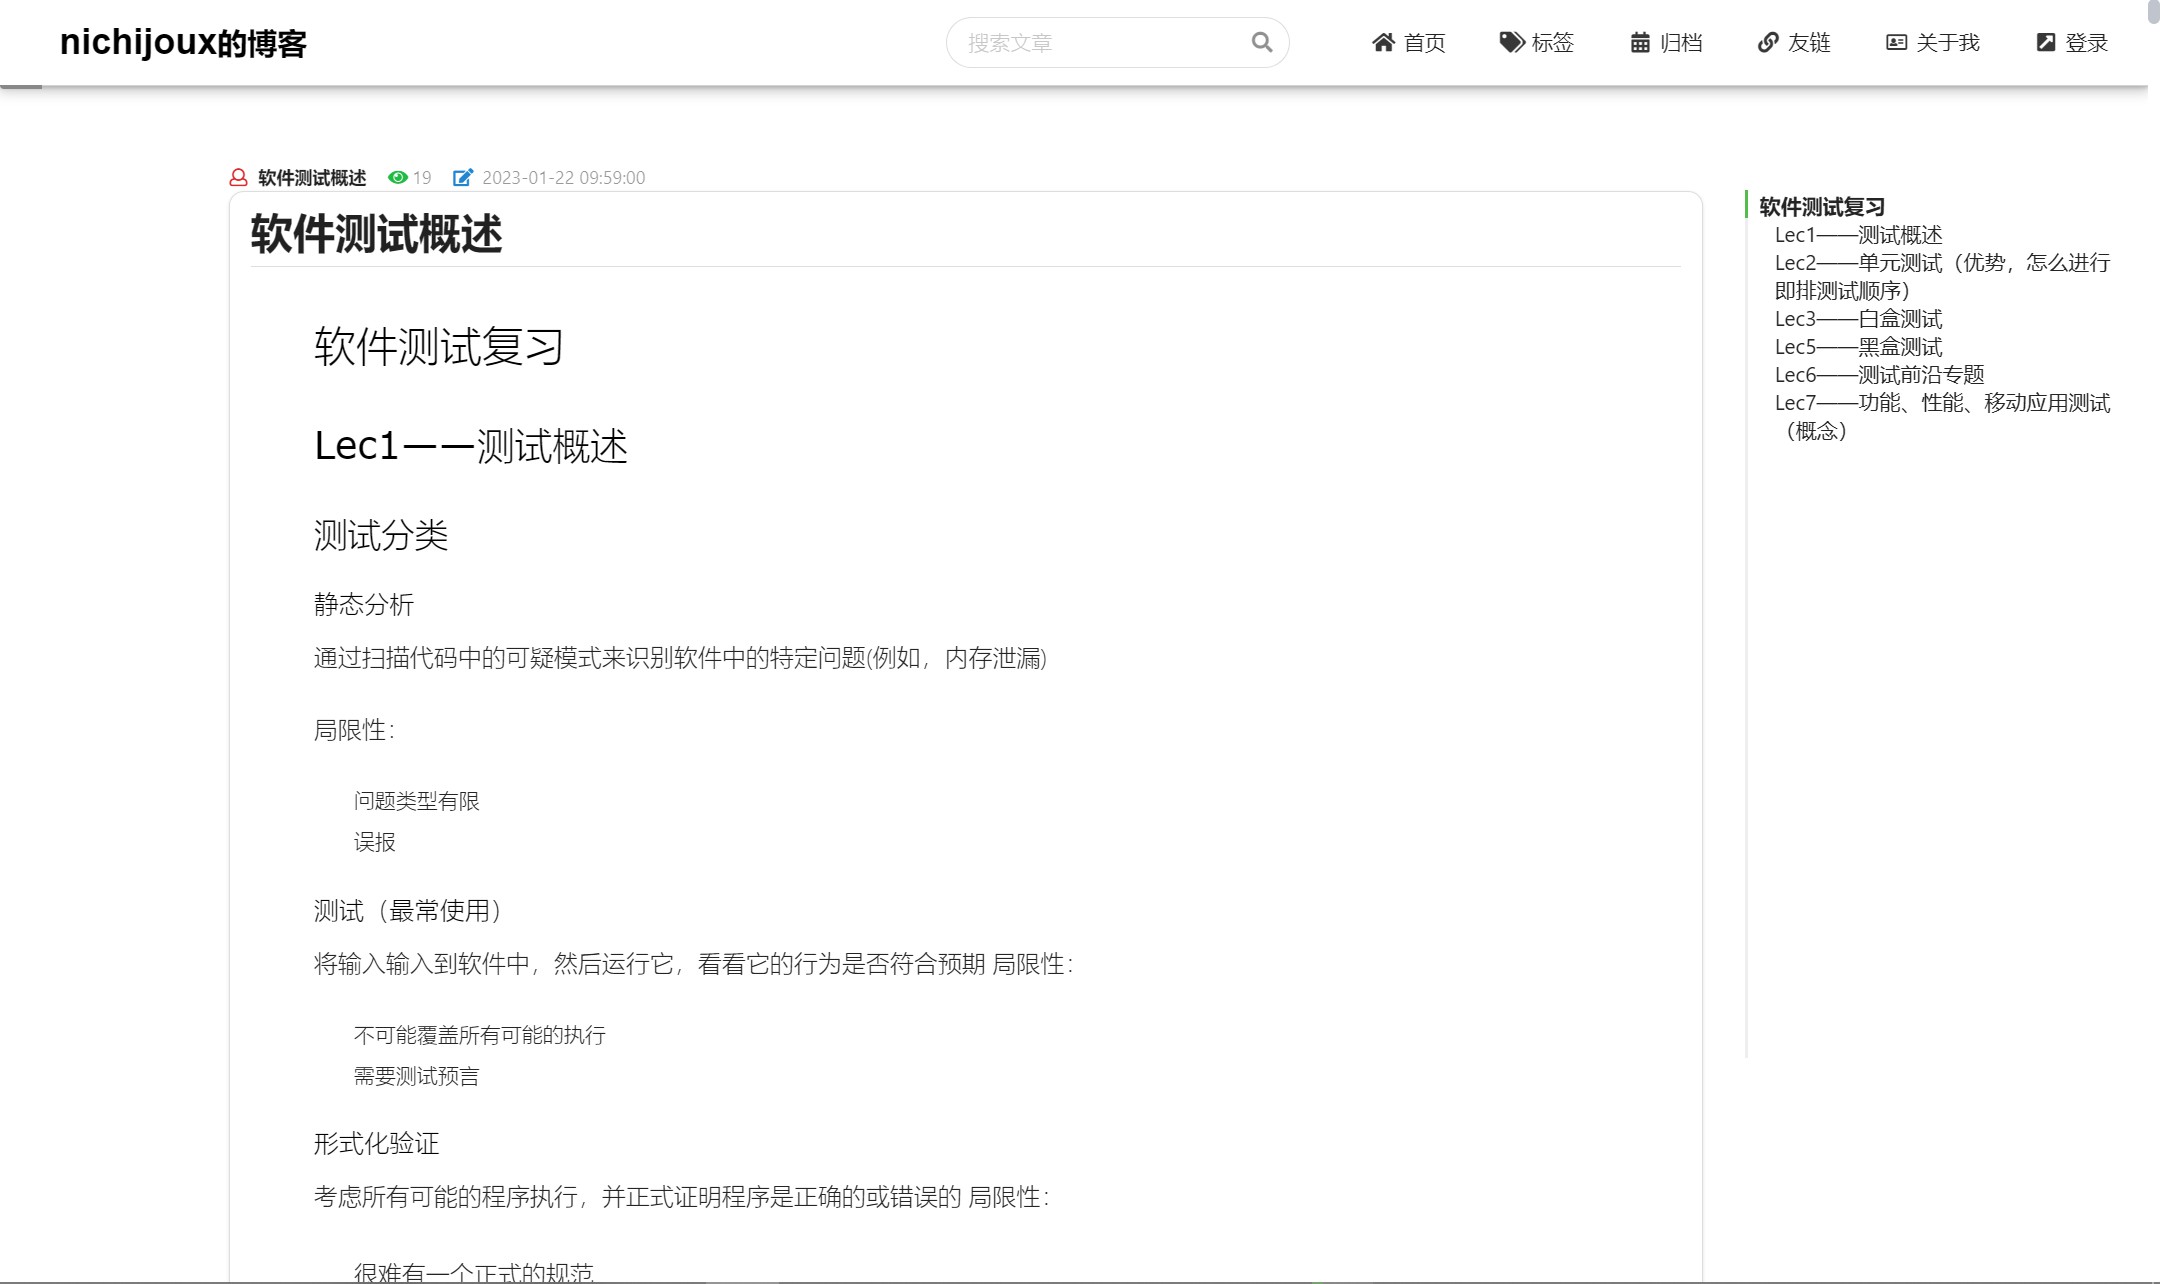 nichijoux的博客
搜索文章
首页
标签
归档
友链
关于我
登录
软件测试概述 19 2023-01-22 09:59:00
软件测试概述
软件测试复习
Lec1——测试概述
测试分类
静态分析
通过扫描代码中的可疑模式来识别软件中的特定问题(例如，内存泄漏)
局限性：
问题类型有限
误报
测试（最常使用）
将输入输入到软件中，然后运行它，看看它的行为是否符合预期 局限性：
不可能覆盖所有可能的执行
需要测试预言
形式化验证
考虑所有可能的程序执行，并正式证明程序是正确的或错误的 局限性：
很难有一个正式的规范
软件测试复习
Lec1——测试概述
Lec2——单元测试（优势，怎么进行
即排测试顺序）
Lec3——白盒测试
Lec5——黑盒测试
Lec6——测试前沿专题
Lec7——功能、性能、移动应用测试
（概念）